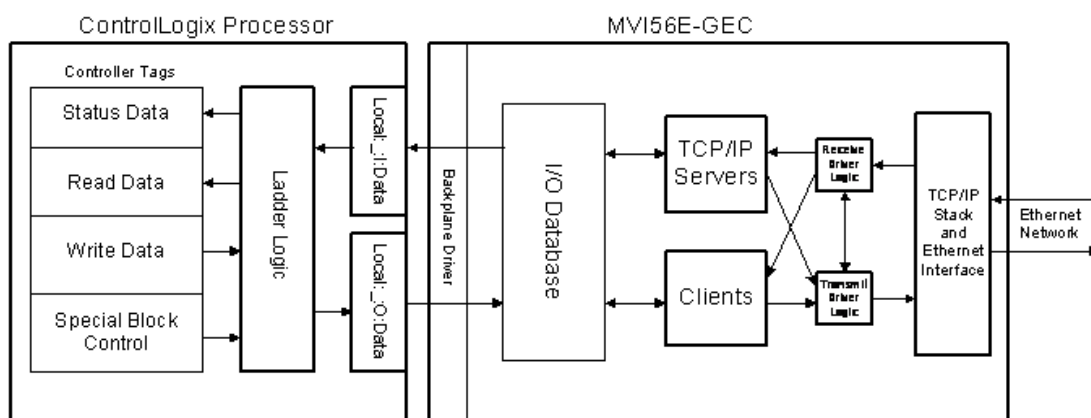 ControlLogix Processor
MVI56E-GEC
Controller Tags
Status Data
Read Data
Write Data
Special Block
Control
Ladder Logic
Local:_:I:Data
Local:_:O:Data
Backplane Driver
I/O Database
TCP/IP
Servers
Clients
Receive
Driver
Logic
Transmit
Driver
Logic
TCP/IP
Stack
and
Ethernet
Interface
Ethernet
Network